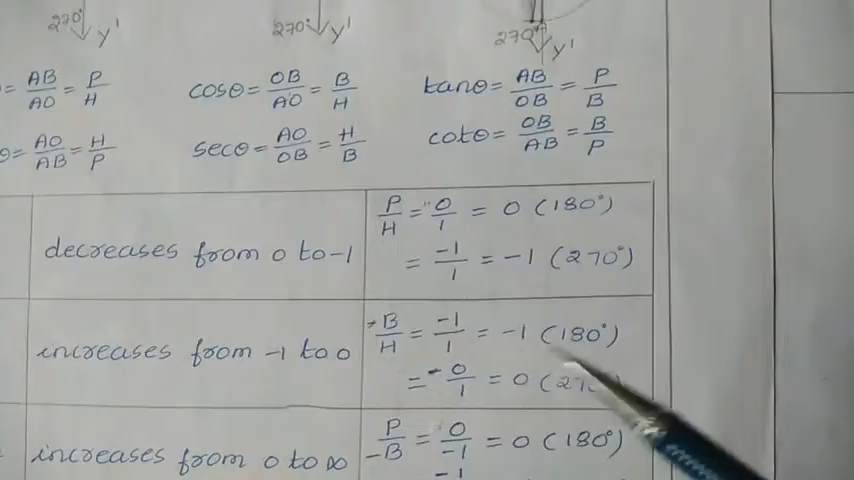 270° Y' 270° Y' 270° Y'
= AB/AO = P/H cosθ = OB/AO = B/H tanθ = AB/OB = P/B
θ = AO/AB = H/P secθ = AO/OB = H/B cotθ = OB/AB = B/P
P/H = 0/1 = 0 (180°)
decreases from 0 to -1
= -1/1 = -1 (270°)
-B/H = -1/1 = -1 (180°)
increases from -1 to 0
= -0/1 = 0 (27
P/-B = 0/-1 = 0 (180°)
increases from 0 to ∞
-1